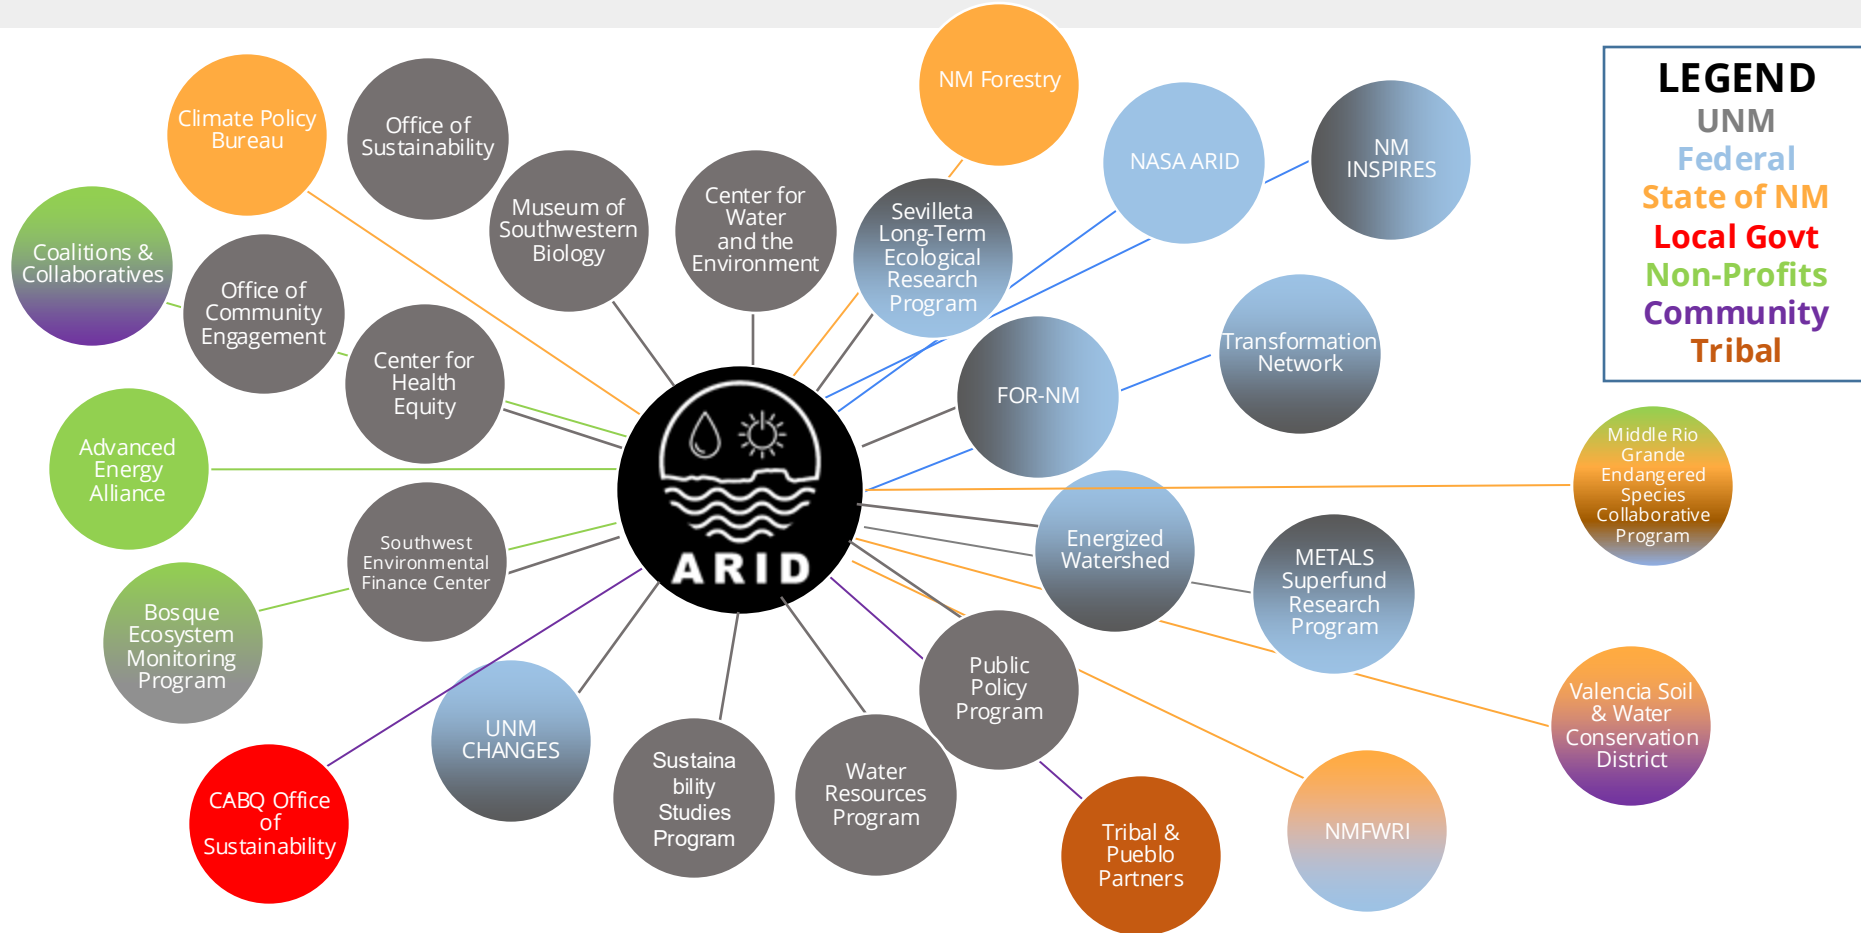 NM Forestry
LEGEND
UNM
Federal
State of NM
Local Govt
Non-Profits
Community
Tribal
Climate Policy
Bureau
Office of
Sustainability
NASA ARID
NM
INSPIRES
Museum of
Southwestern
Biology
Center for
Water
and the
Environment
Sevilleta
Long-Term
Ecological
Research
Program
Coalitions &
Collaboratives
Office of
Community
Engagement
Center for
Health
Equity
FOR-NM
Transformation
Network
Advanced
Energy
Alliance
Middle Rio
Grande
Endangered
Species
Collaborative
Program
Southwest
Environmental
Finance Center
ARID
Energized
Watershed
METALS
Superfund
Research
Program
Bosque
Ecosystem
Monitoring
Program
Public
Policy
Program
Valencia Soil
& Water
Conservation
District
UNM
CHANGES
Sustaina
bility
Studies
Program
Water
Resources
Program
CABQ Office
of
Sustainability
Tribal &
Pueblo
Partners
NMFWRI